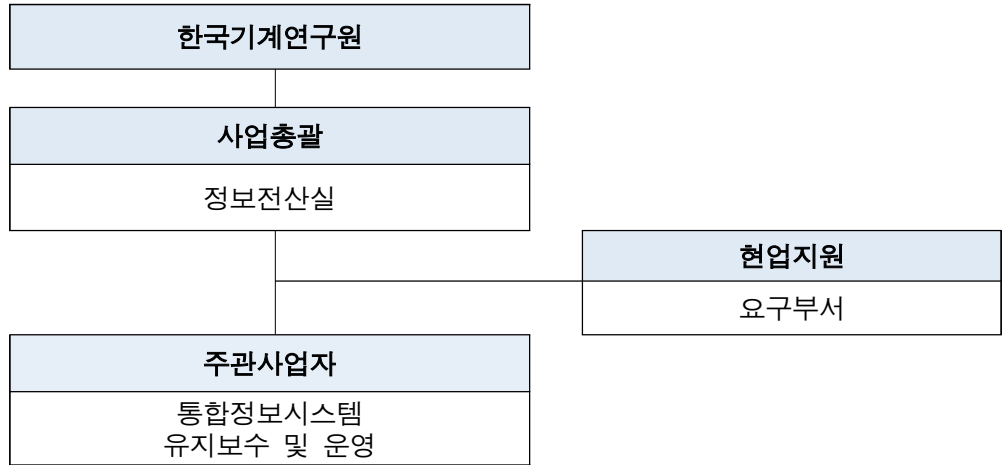 한국기계연구원
사업총괄
정보전산실
현업지원
요구부서
주관사업자
통합정보시스템
유지보수 및 운영